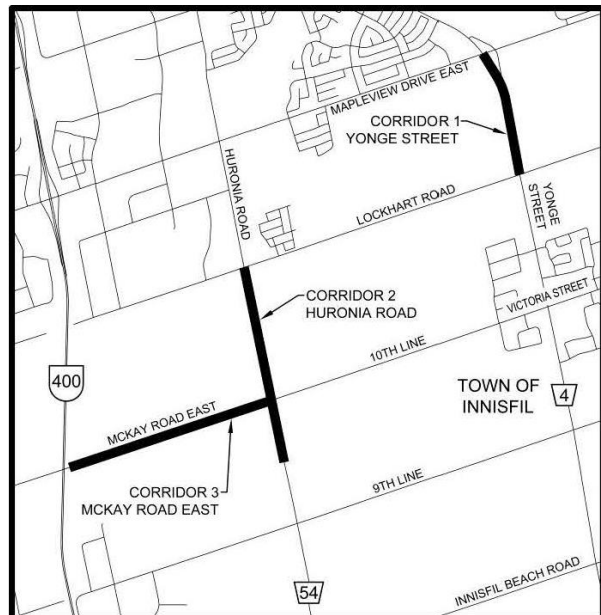 MAPLEVIEW DRIVE EAST
CORRIDOR 1
YONGE STREET
HURONIA ROAD
LOCKHART ROAD
YONGE
STREET
CORRIDOR 2
HURONIA ROAD
VICTORIA STREET
10TH LINE
400
TOWN OF
INNISFIL
4
MCKAY ROAD EAST
CORRIDOR 3
MCKAY ROAD EAST
9TH LINE
54
INNISFIL BEACH ROAD